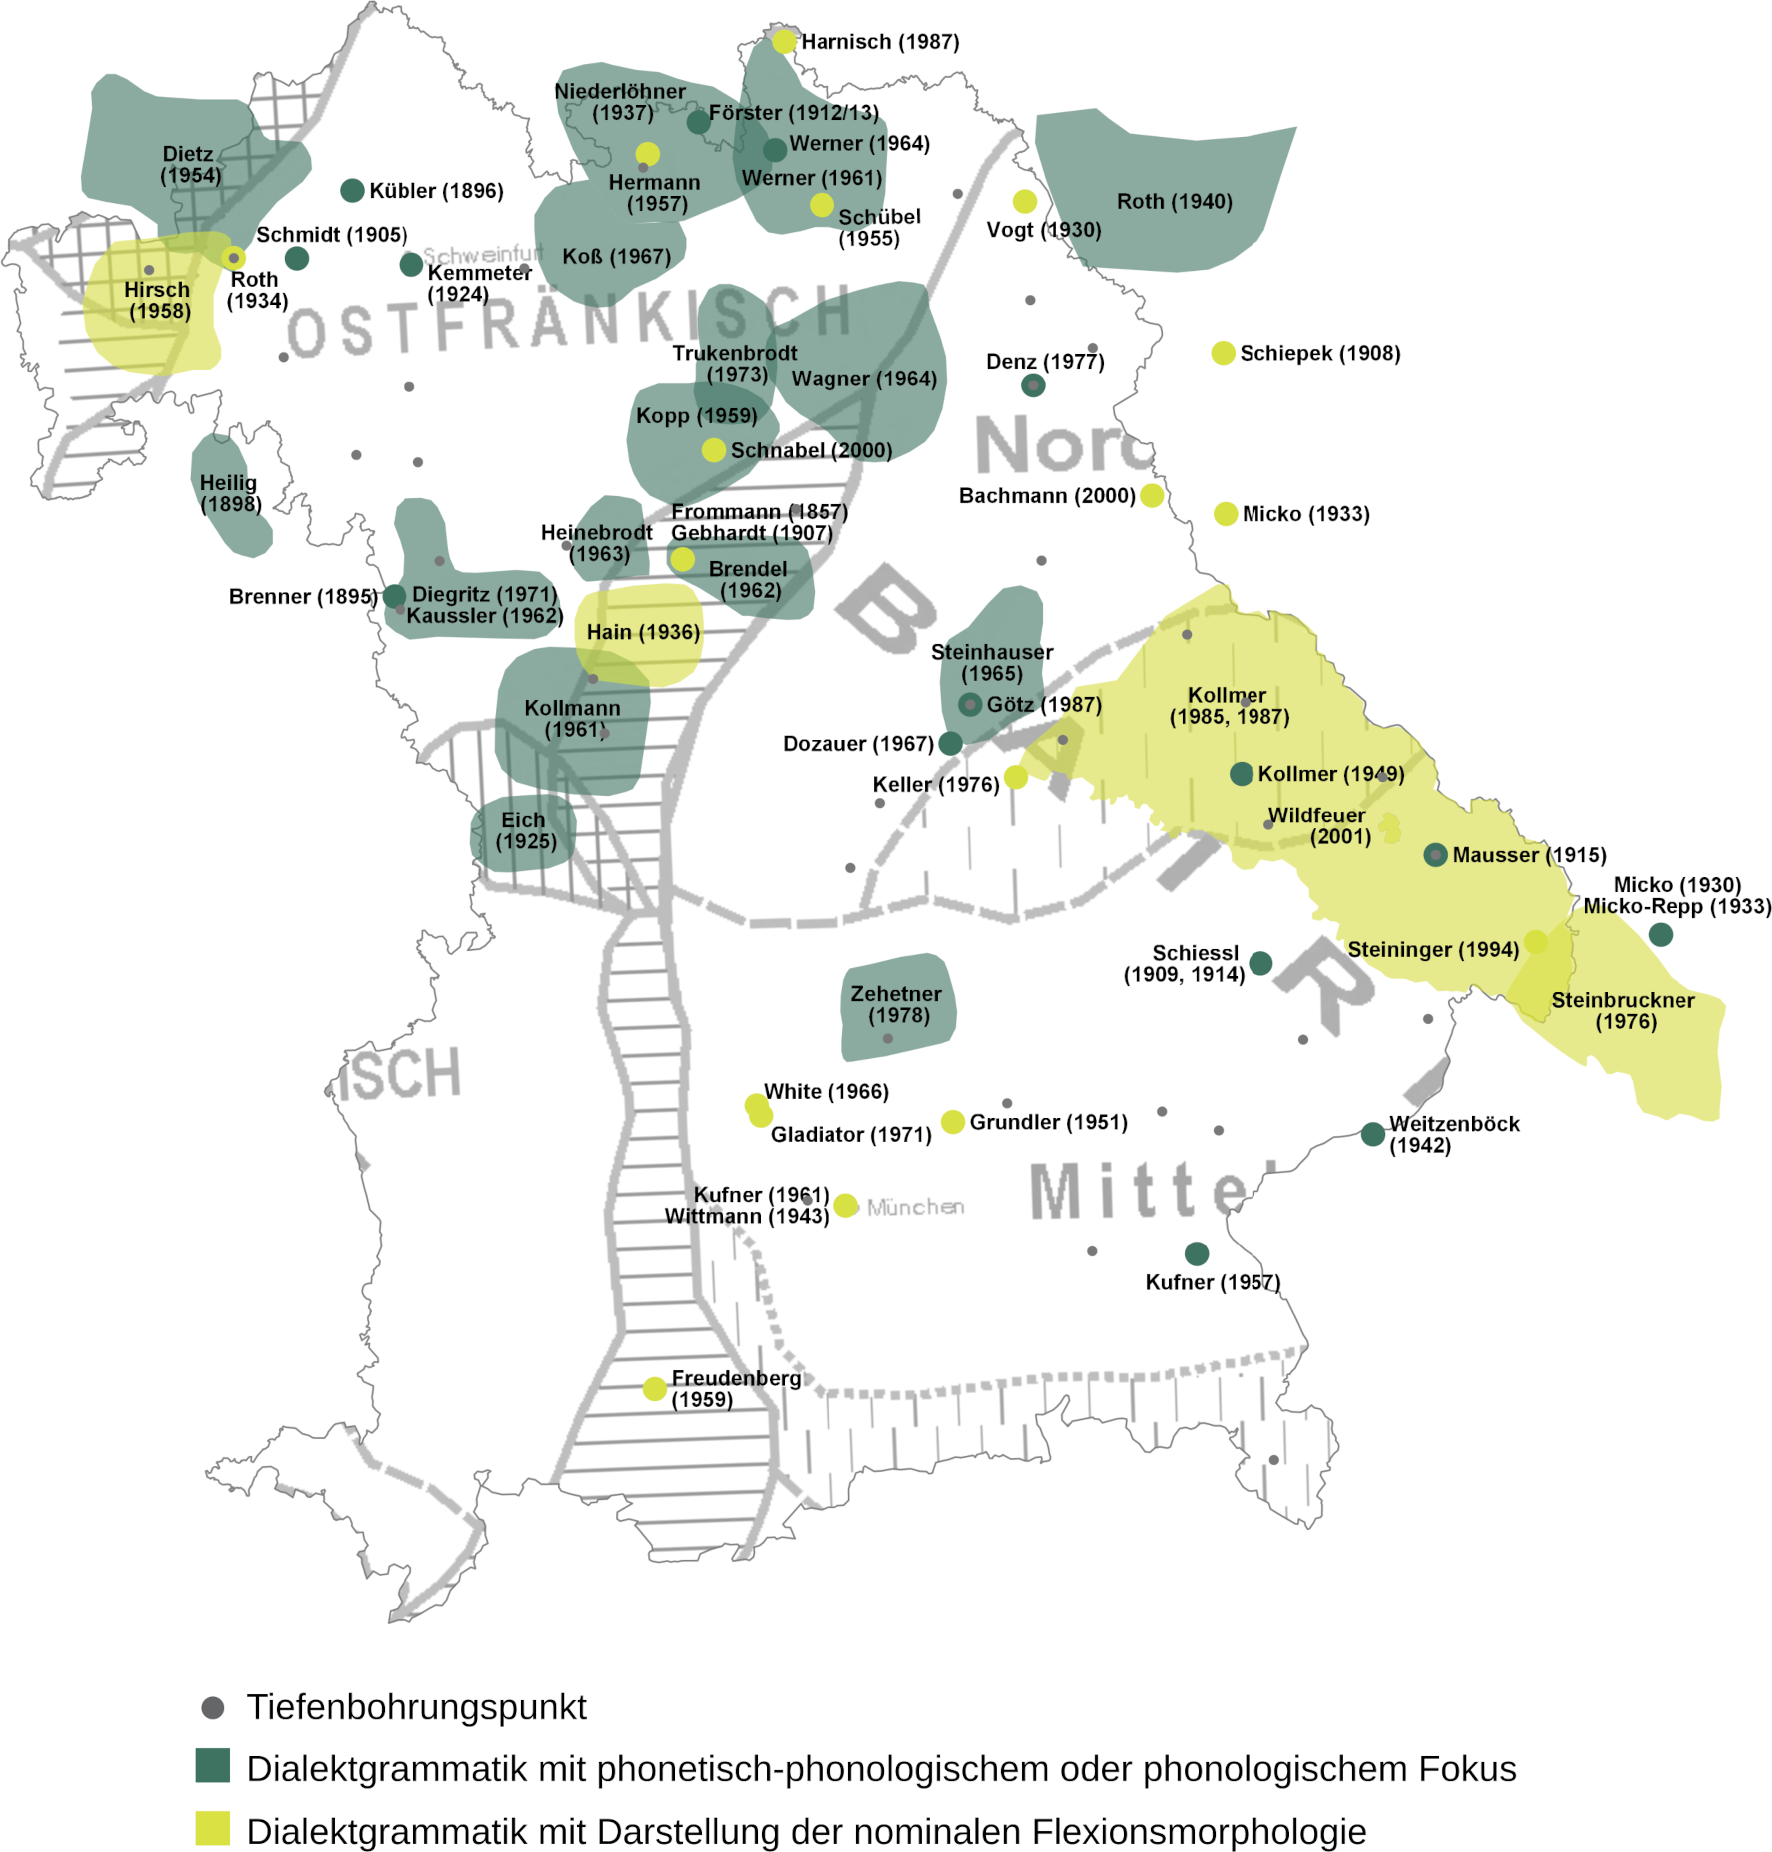 Harnisch (1987)
Niederlöhner
(1937)
Förster (1912/13)
Werner (1964)
Dietz
(1954)
Kübler (1896)
Hermann
(1957)
Werner (1961)
Schübel
(1955)
Roth (1940)
Vogt (1930)
Schmidt (1905)
Schweinfurt
Kemmeter
(1924)
Koß (1967)
Hirsch
(1958)
Roth
(1934)
OSTFRÄNKISCH
Trukenbrodt
(1973)
Wagner (1964)
Denz (1977)
Schiepek (1908)
Kopp (1959)
Schnabel (2000)
Nord
Heilig
(1898)
Bachmann (2000)
Micko (1933)
Frommann (1857)
Gebhardt (1907)
Heinebrodt
(1963)
Brendel
(1962)
Brenner (1895)
Diegritz (1971)
Kaussler (1962)
Hain (1936)
B
A
I
R
Steinhauser
(1965)
Götz (1987)
Kollmann
(1961)
Kollmer
(1985, 1987)
Dozauer (1967)
Keller (1976)
Kollmer (1949)
Eich
(1925)
Wildfeuer
(2001)
Mausser (1915)
Micko (1930)
Micko-Repp (1933)
Steininger (1994)
Schiessl
(1909, 1914)
Zehetner
(1978)
Steinbruckner
(1976)
ISCH
White (1966)
Gladiator (1971)
Grundler (1951)
Weitzenböck
(1942)
Kufner (1961)
Wittmann (1943)
München
Mittel
Kufner (1957)
Freudenberg
(1959)
Tiefenbohrungspunkt
Dialektgrammatik mit phonetisch-phonologischem oder phonologischem Fokus
Dialektgrammatik mit Darstellung der nominalen Flexionsmorphologie